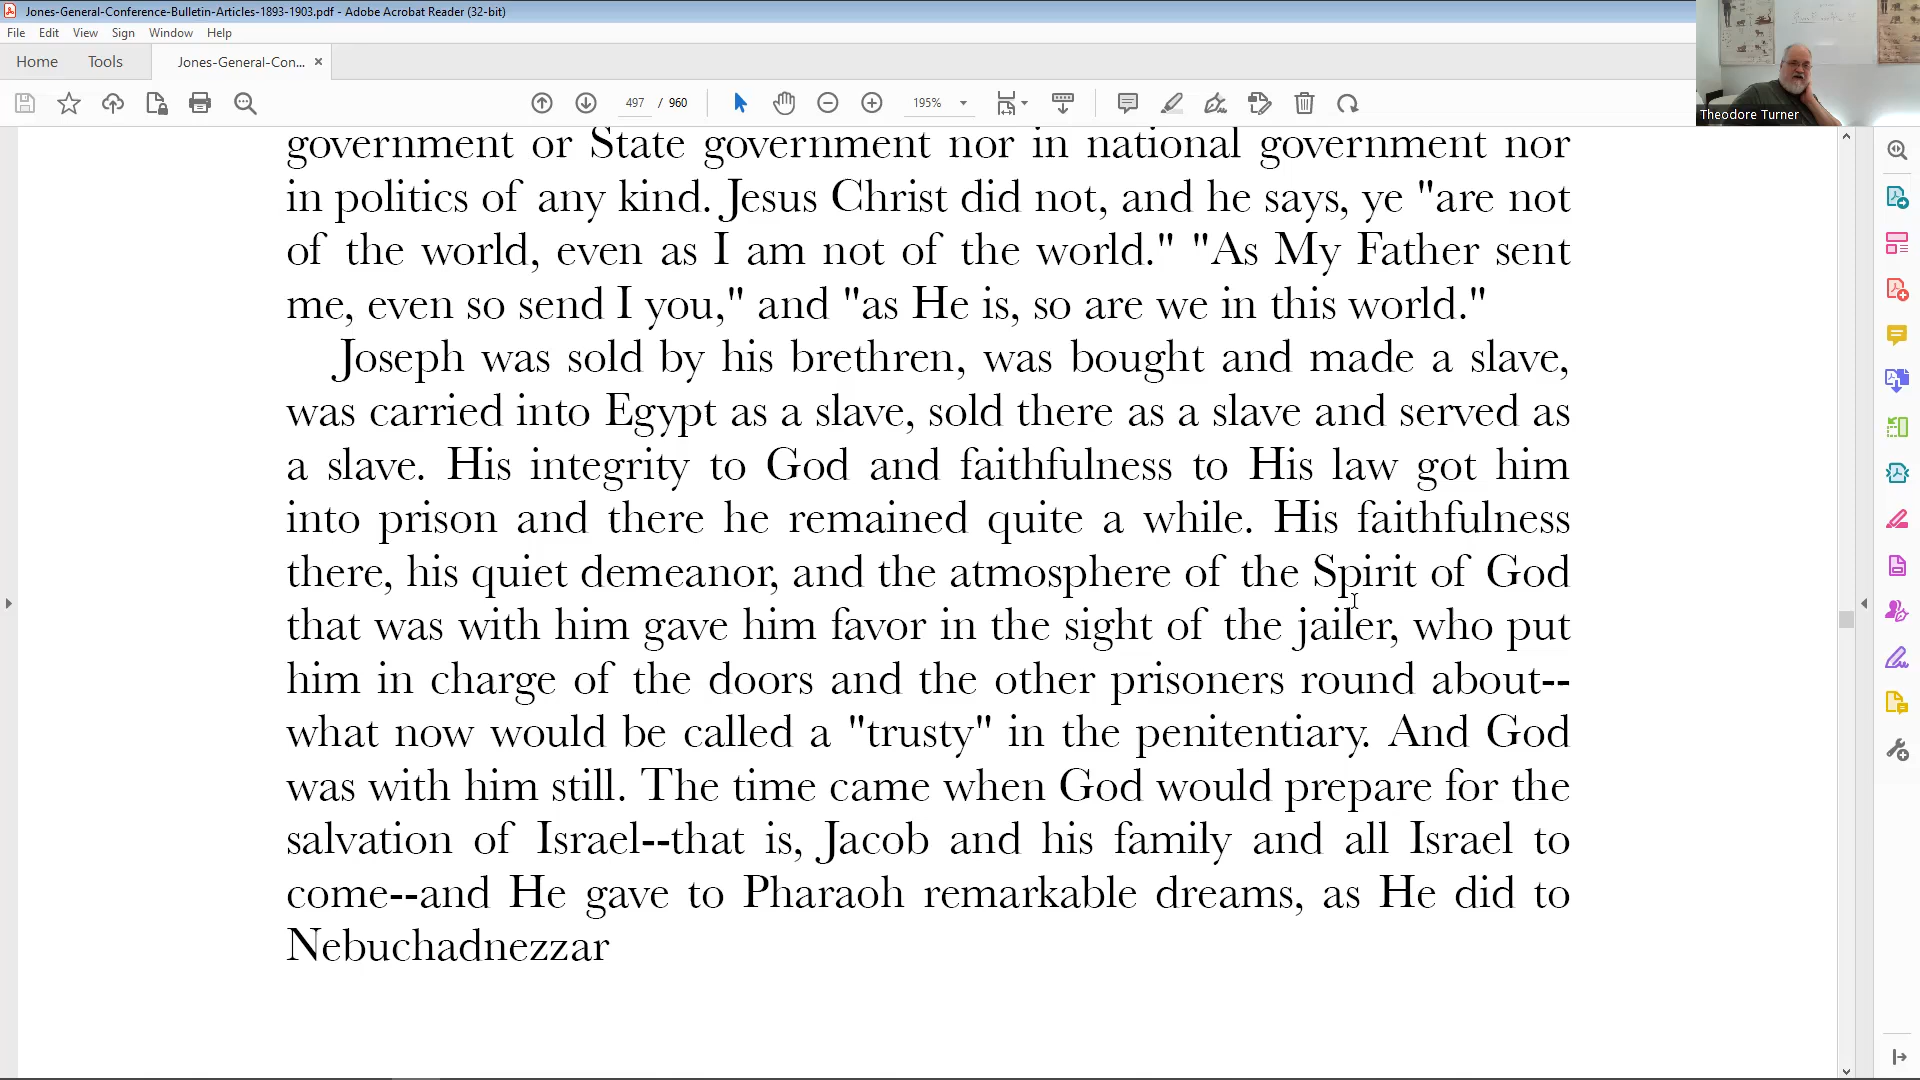 Jones-General-Conference-Bulletin-Articles-1893-1903.pdf - Adobe Acrobat Reader (32-bit)
File Edit View Sign Window Help
Home Tools Jones-General-Con... ×
497 / 960 195%
Theodore Turner
government or State government nor in national government nor
in politics of any kind. Jesus Christ did not, and he says, ye "are not
of the world, even as I am not of the world." "As My Father sent
me, even so send I you," and "as He is, so are we in this world."
Joseph was sold by his brethren, was bought and made a slave,
was carried into Egypt as a slave, sold there as a slave and served as
a slave. His integrity to God and faithfulness to His law got him
into prison and there he remained quite a while. His faithfulness
there, his quiet demeanor, and the atmosphere of the Spirit of God
that was with him gave him favor in the sight of the jailer, who put
him in charge of the doors and the other prisoners round about--
what now would be called a "trusty" in the penitentiary. And God
was with him still. The time came when God would prepare for the
salvation of Israel--that is, Jacob and his family and all Israel to
come--and He gave to Pharaoh remarkable dreams, as He did to
Nebuchadnezzar